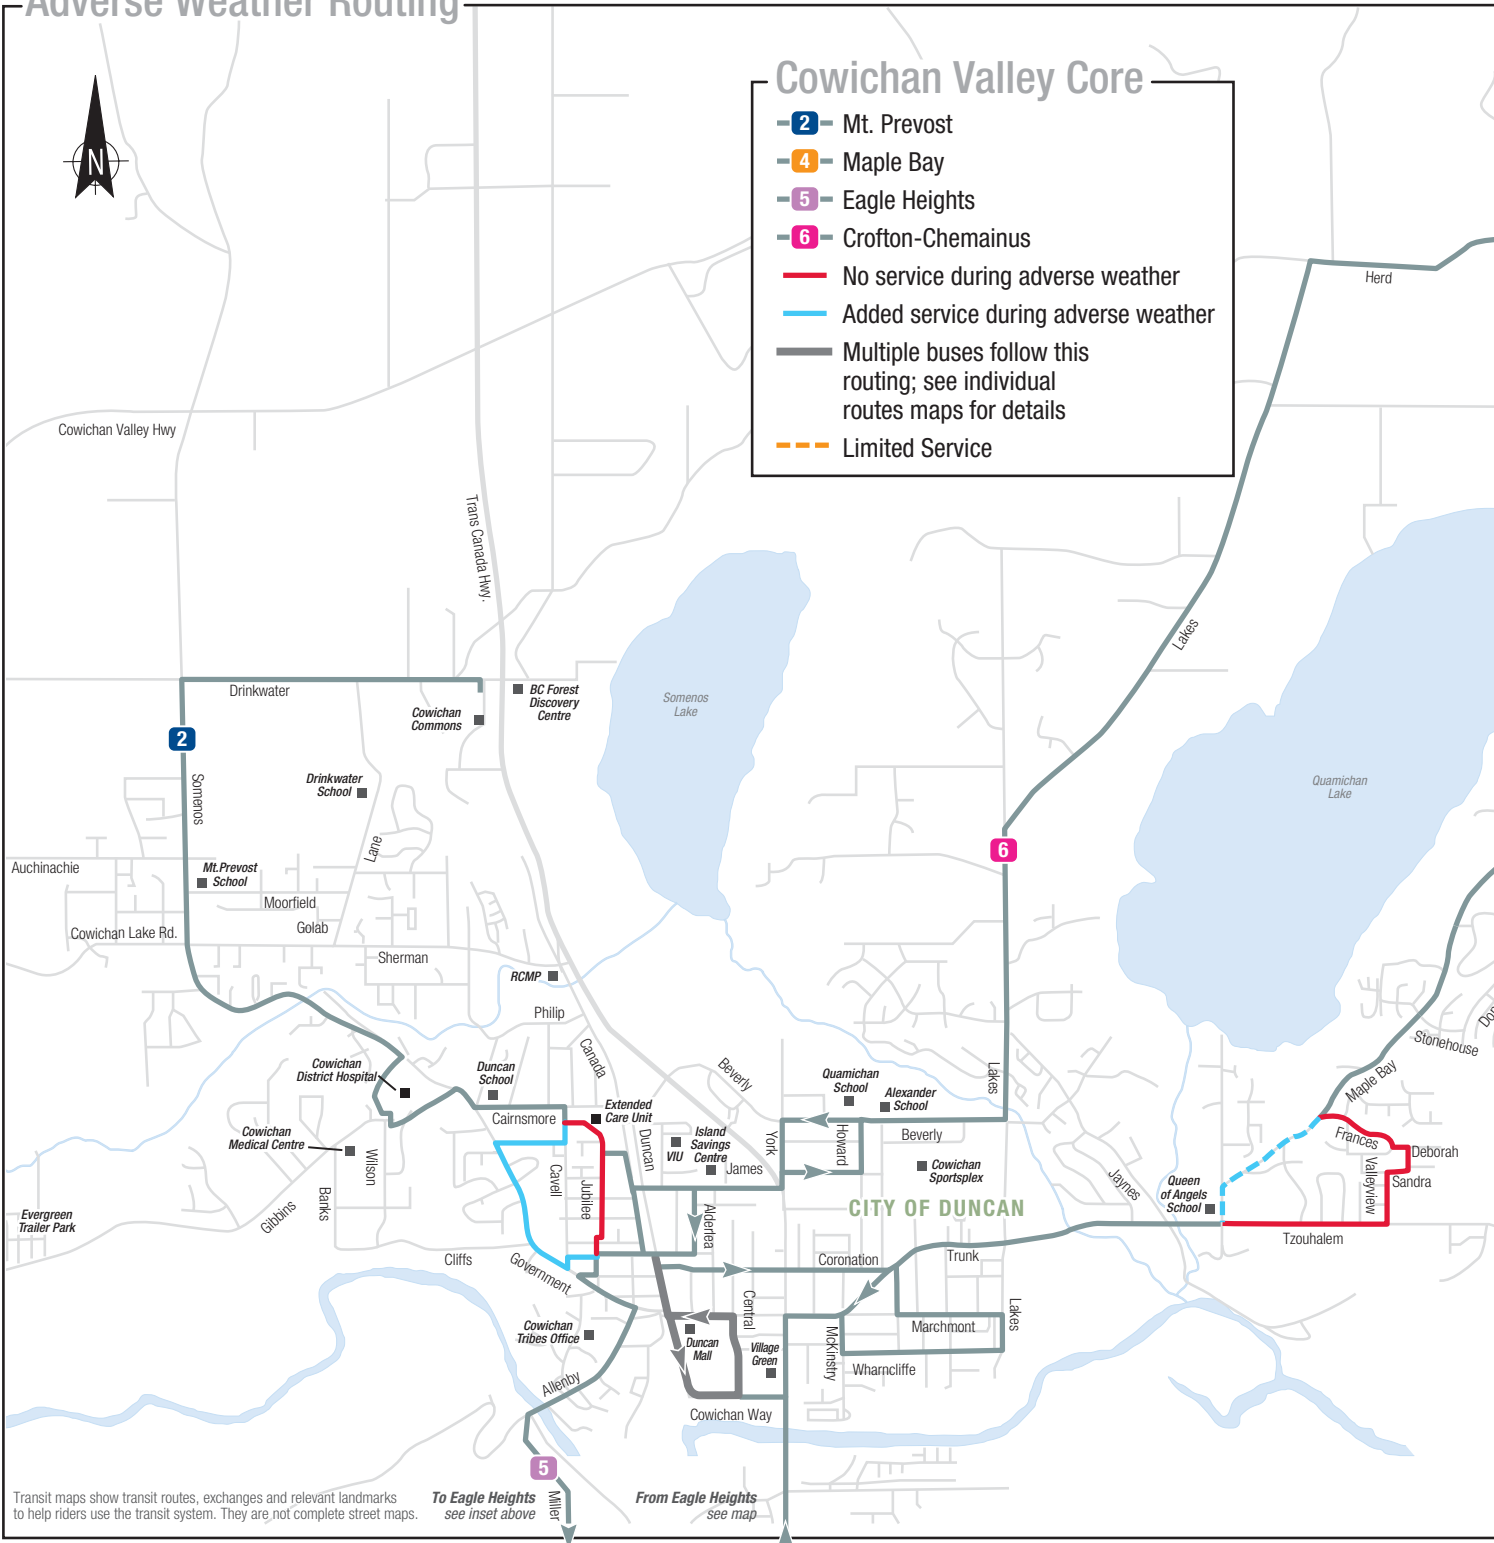 Adverse Weather Routing
N
Cowichan Valley Core
2 Mt. Prevost
4 Maple Bay
5 Eagle Heights
6 Crofton-Chemainus
No service during adverse weather
Added service during adverse weather
Multiple buses follow this
routing; see individual
routes maps for details
Limited Service
Herd
Cowichan Valley Hwy
Trans Canada Hwy.
Lakes
Drinkwater
BC Forest
Discovery
Centre
Cowichan
Commons
Somenos
Lake
2
Somenos
Drinkwater
School
Quamichan
Lake
Lane
6
Auchinachie
Mt.Prevost
School
Moorfield
Golab
Cowichan Lake Rd.
Sherman
RCMP
Philip
Canada
Don
Stonehouse
Cowichan
District Hospital
Duncan
School
Beverly
Quamichan
School
Alexander
School
Lakes
Maple Bay
Cairnsmore
Extended
Care Unit
Cowichan
Medical Centre
Duncan
VIU
Island
Savings
Centre
James
York
Howard
Beverly
Cowichan
Sportsplex
Frances
Deborah
Valleyview
Sandra
Wilson
Cavell
Jubilee
Jaynes
Queen
of Angels
School
Banks
Gibbins
Evergreen
Trailer Park
Alderlea
CITY OF DUNCAN
Tzouhalem
Cliffs
Government
Coronation
Trunk
Central
Lakes
Cowichan
Tribes Office
Duncan
Mall
Village
Green
McKinstry
Marchmont
Wharncliffe
Allenby
Cowichan Way
5
Miller
Transit maps show transit routes, exchanges and relevant landmarks
to help riders use the transit system. They are not complete street maps.
To Eagle Heights
see inset above
From Eagle Heights
see map